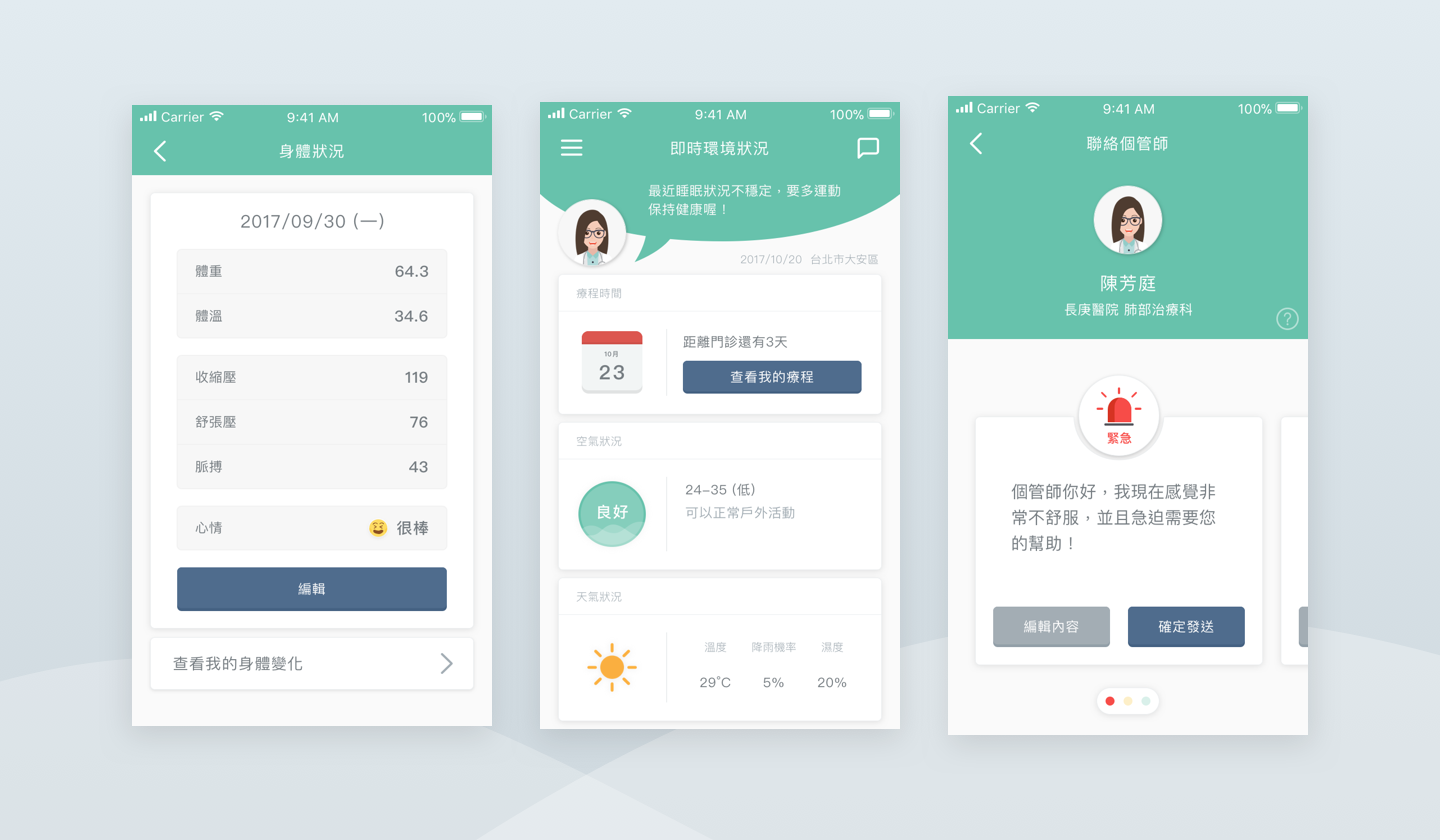 Carrier 9:41 AM 100%
身體狀況
2017/09/30 (一)
體重 64.3
體溫 34.6
收縮壓 119
舒張壓 76
脈搏 43
心情 很棒
編輯
查看我的身體變化
Carrier 9:41 AM 100%
即時環境狀況
最近睡眠狀況不穩定，要多運動
保持健康喔！
2017/10/20 台北市大安區
療程時間
10月
23
距離門診還有3天
查看我的療程
空氣狀況
良好
24–35 (低)
可以正常戶外活動
天氣狀況
溫度 降雨機率 濕度
29°C 5% 20%
Carrier 9:41 AM 100%
聯絡個管師
陳芳庭
長庚醫院 肺部治療科
?
緊急
個管師你好，我現在感覺非
常不舒服，並且急迫需要您
的幫助！
編輯內容 確定發送